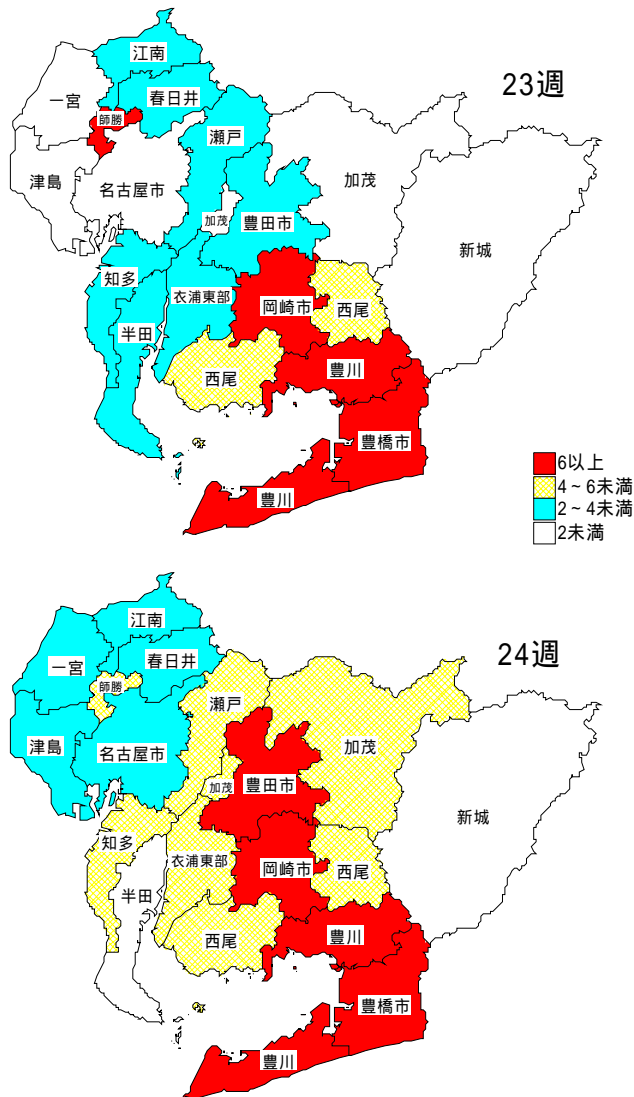 江南
一宮
23週
春日井
師勝
瀬戸
津島
名古屋市
加茂
加茂
豊田市
新城
知多
衣浦東部
岡崎市
西尾
半田
西尾
豊川
豊橋市
6以上
4~6未満
豊川
2~4未満
2未満
江南
24週
一宮
春日井
師勝
瀬戸
津島
名古屋市
加茂
加茂
豊田市
新城
知多
衣浦東部
岡崎市
西尾
半田
西尾
豊川
豊橋市
豊川